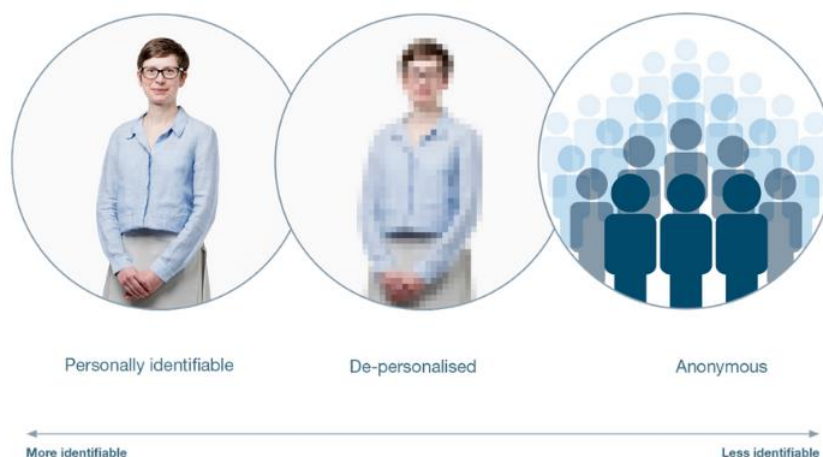 Personally identifiable
De-personalised
Anonymous
More identifiable
Less identifiable